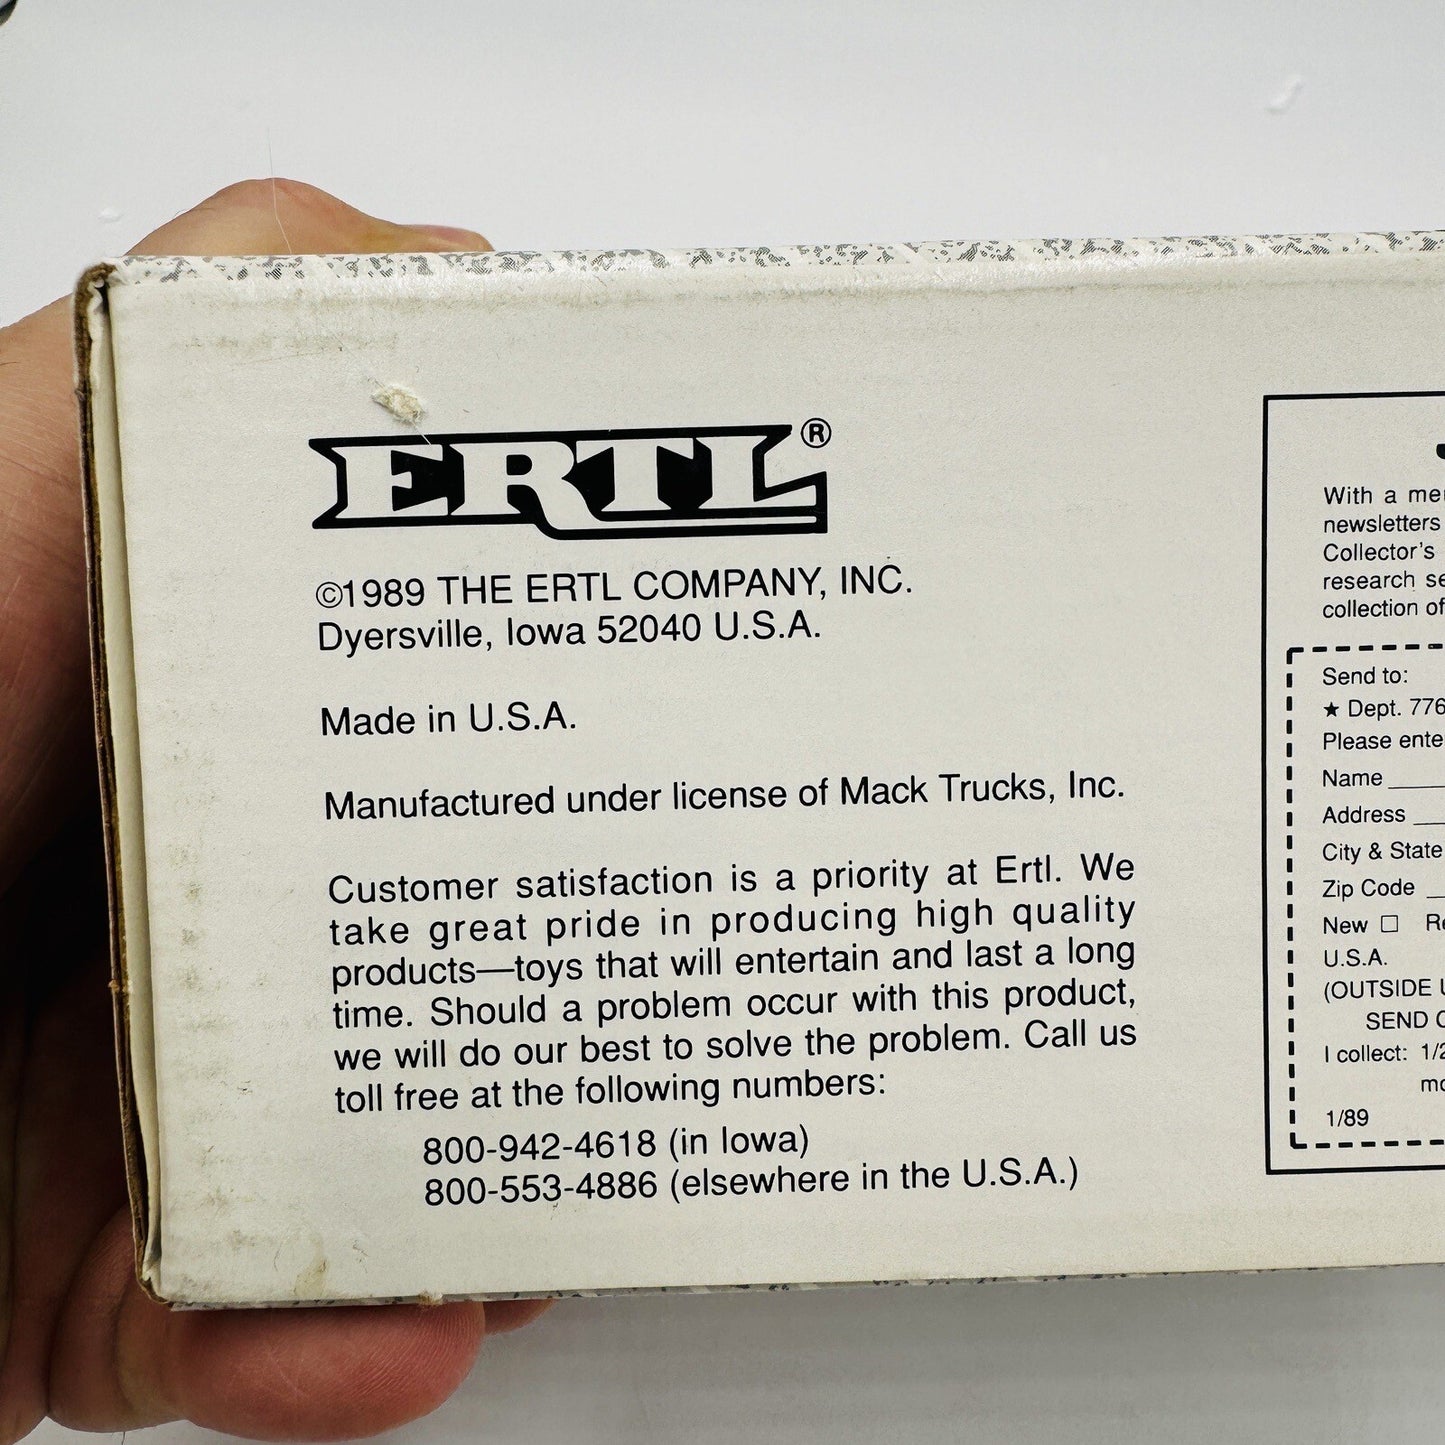 ERTL®
©1989 THE ERTL COMPANY, INC.
Dyersville, Iowa 52040 U.S.A.
Made in U.S.A.
Manufactured under license of Mack Trucks, Inc.
Customer satisfaction is a priority at Ertl. We
take great pride in producing high quality
products—toys that will entertain and last a long
time. Should a problem occur with this product,
we will do our best to solve the problem. Call us
toll free at the following numbers:
800-942-4618 (in Iowa)
800-553-4886 (elsewhere in the U.S.A.)
With a
newsletters
Collector's
research
collection of
Send to:
★ Dept. 776
Please
Name
Address
City & State
Zip Code
New ☐
U.S.A.
(OUTSIDE
SEND
I collect:
1/89